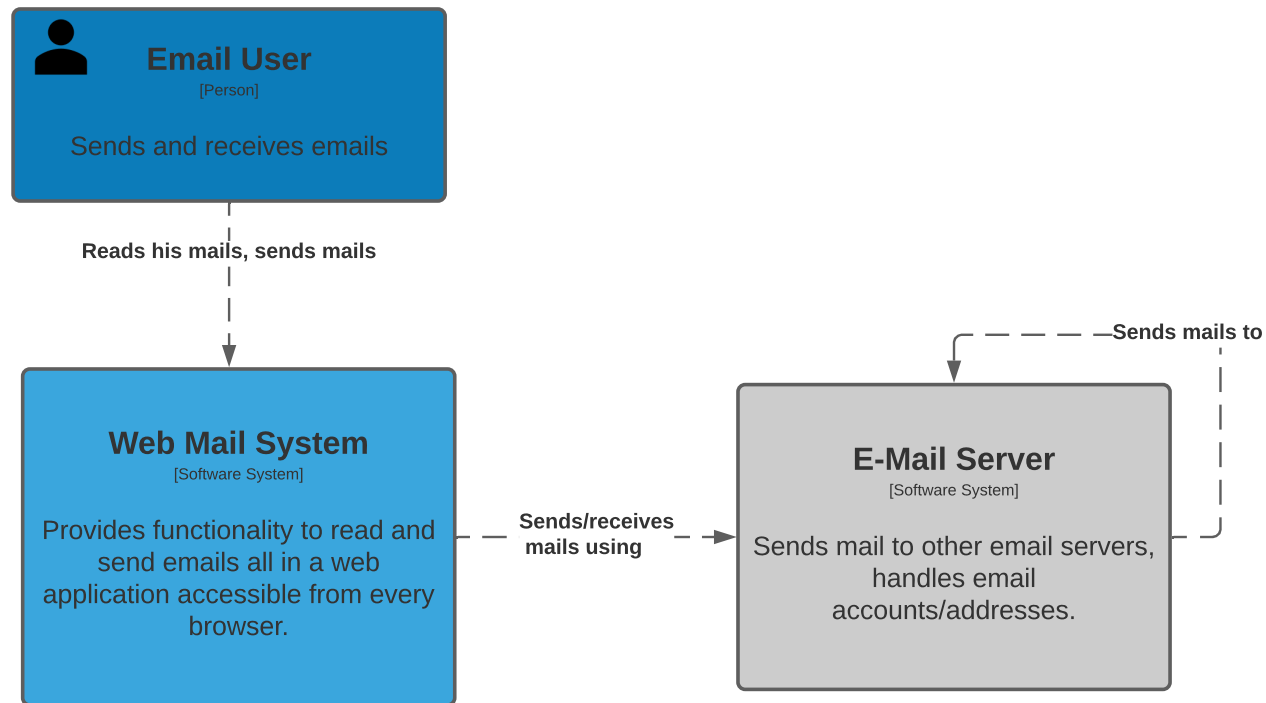 Email User
[Person]
Sends and receives emails
Reads his mails, sends mails
Sends mails to
Web Mail System
[Software System]
Provides functionality to read and
send emails all in a web
application accessible from every
browser.
Sends/receives
mails using
E-Mail Server
[Software System]
Sends mail to other email servers,
handles email
accounts/addresses.